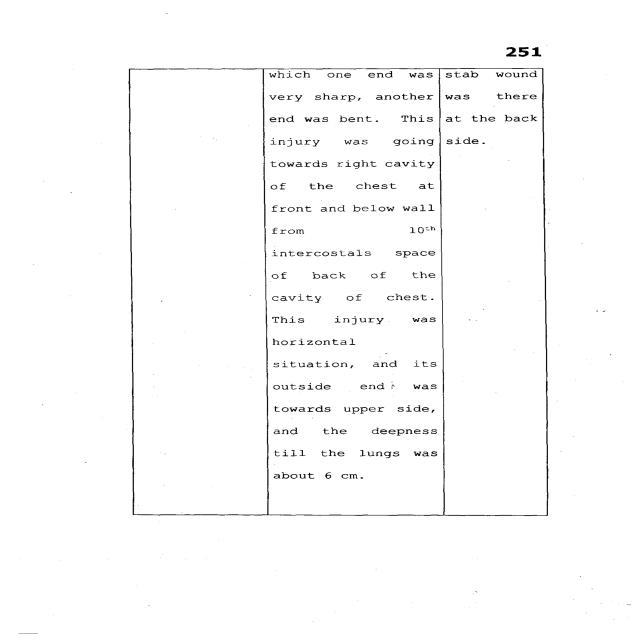 251
which one end was
very sharp, another
end was bent. This
injury was going
towards right cavity
of the chest at
front and below wall
from 10th
intercostals space
of back of the
cavity of chest.
This injury was
horizontal
situation, and its
outside end was
towards upper side,
and the deepness
till the lungs was
about 6 cm.
stab wound
was there
at the back
side.